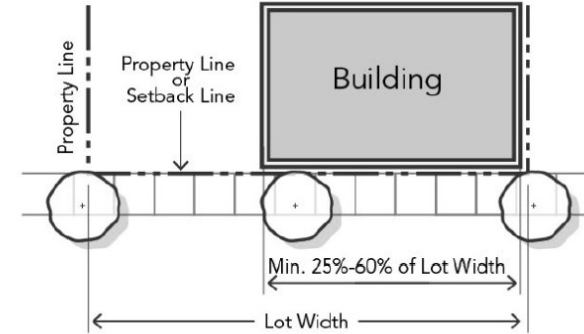 Property Line
Property Line
or
Setback Line
Building
Min. 25%-60% of Lot Width
Lot Width